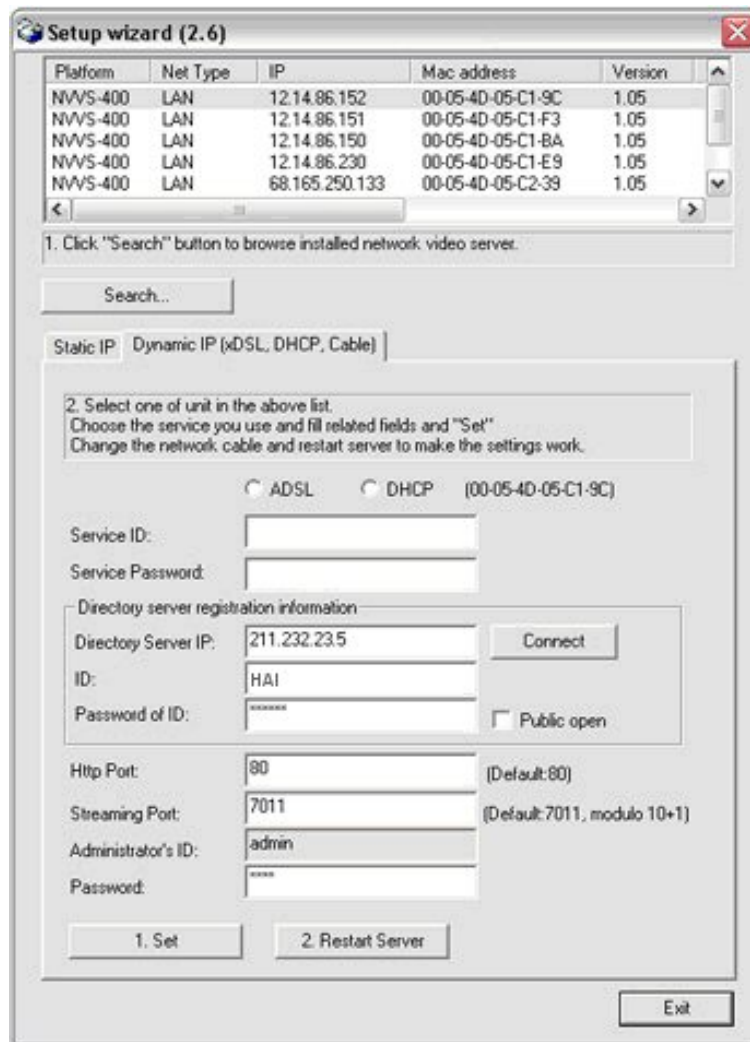 Setup wizard (2.6)
Platform Net Type IP Mac address Version
NVVS-400 LAN 12.14.86.152 00-05-4D-05-C1-9C 1.05
NVVS-400 LAN 12.14.86.151 00-05-4D-05-C1-F3 1.05
NVVS-400 LAN 12.14.86.150 00-05-4D-05-C1-BA 1.05
NVVS-400 LAN 12.14.86.230 00-05-4D-05-C1-E9 1.05
NVVS-400 LAN 68.165.250.133 00-05-4D-05-C2-39 1.05
1. Click "Search" button to browse installed network video server.
Search...
Static IP Dynamic IP (xDSL, DHCP, Cable)
2. Select one of unit in the above list.
Choose the service you use and fill related fields and "Set"
Change the network cable and restart server to make the settings work.
ADSL DHCP (00-05-4D-05-C1-9C)
Service ID:
Service Password:
Directory server registration information
Directory Server IP: 211.232.23.5 Connect
ID: HAI
Password of ID: ****** Public open
Http Port: 80 (Default:80)
Streaming Port: 7011 (Default:7011, modulo 10+1)
Administrator's ID: admin
Password: ****
1. Set 2. Restart Server
Exit